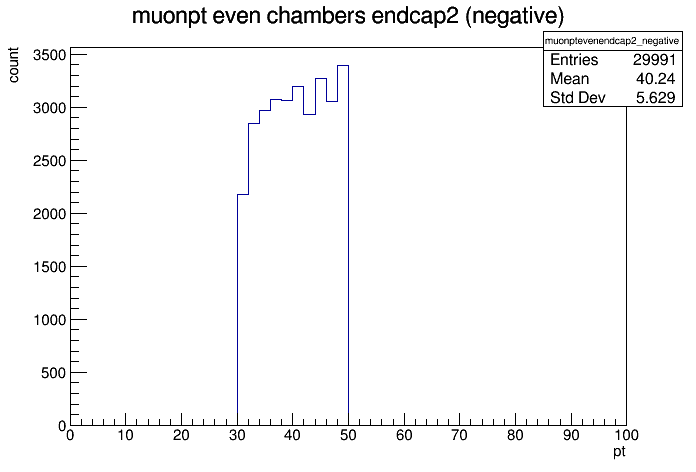 muonpt even chambers endcap2 (negative)
muonptevenendcap2_negative
Entries 29991
Mean 40.24
Std Dev 5.629
count
3500
3000
2500
2000
1500
1000
500
0
0 10 20 30 40 50 60 70 80 90 100
pt